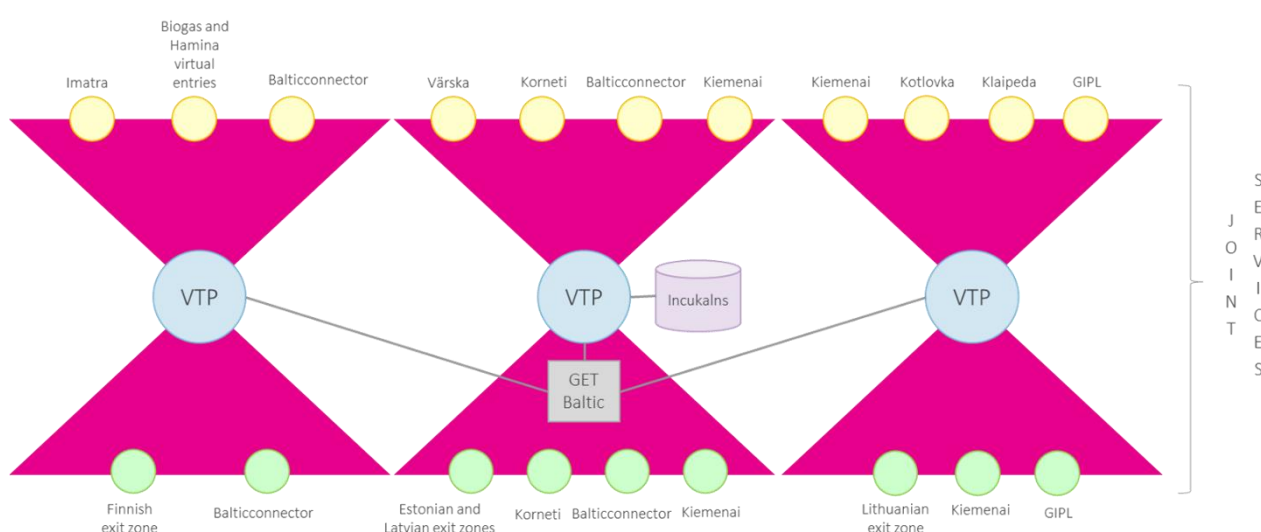 Biogas and
Hamina
virtual
entries
Imatra
Balticconnector
Värska
Korneti
Balticconnector
Kiemenai
Kiemenai
Kotlovka
Klaipeda
GIPL
VTP
VTP
Incukalns
VTP
GET
Baltic
JOINT
SERVICES
Finnish
exit zone
Balticconnector
Estonian and
Latvian exit zones
Korneti
Balticconnector
Kiemenai
Lithuanian
exit zone
Kiemenai
GIPL